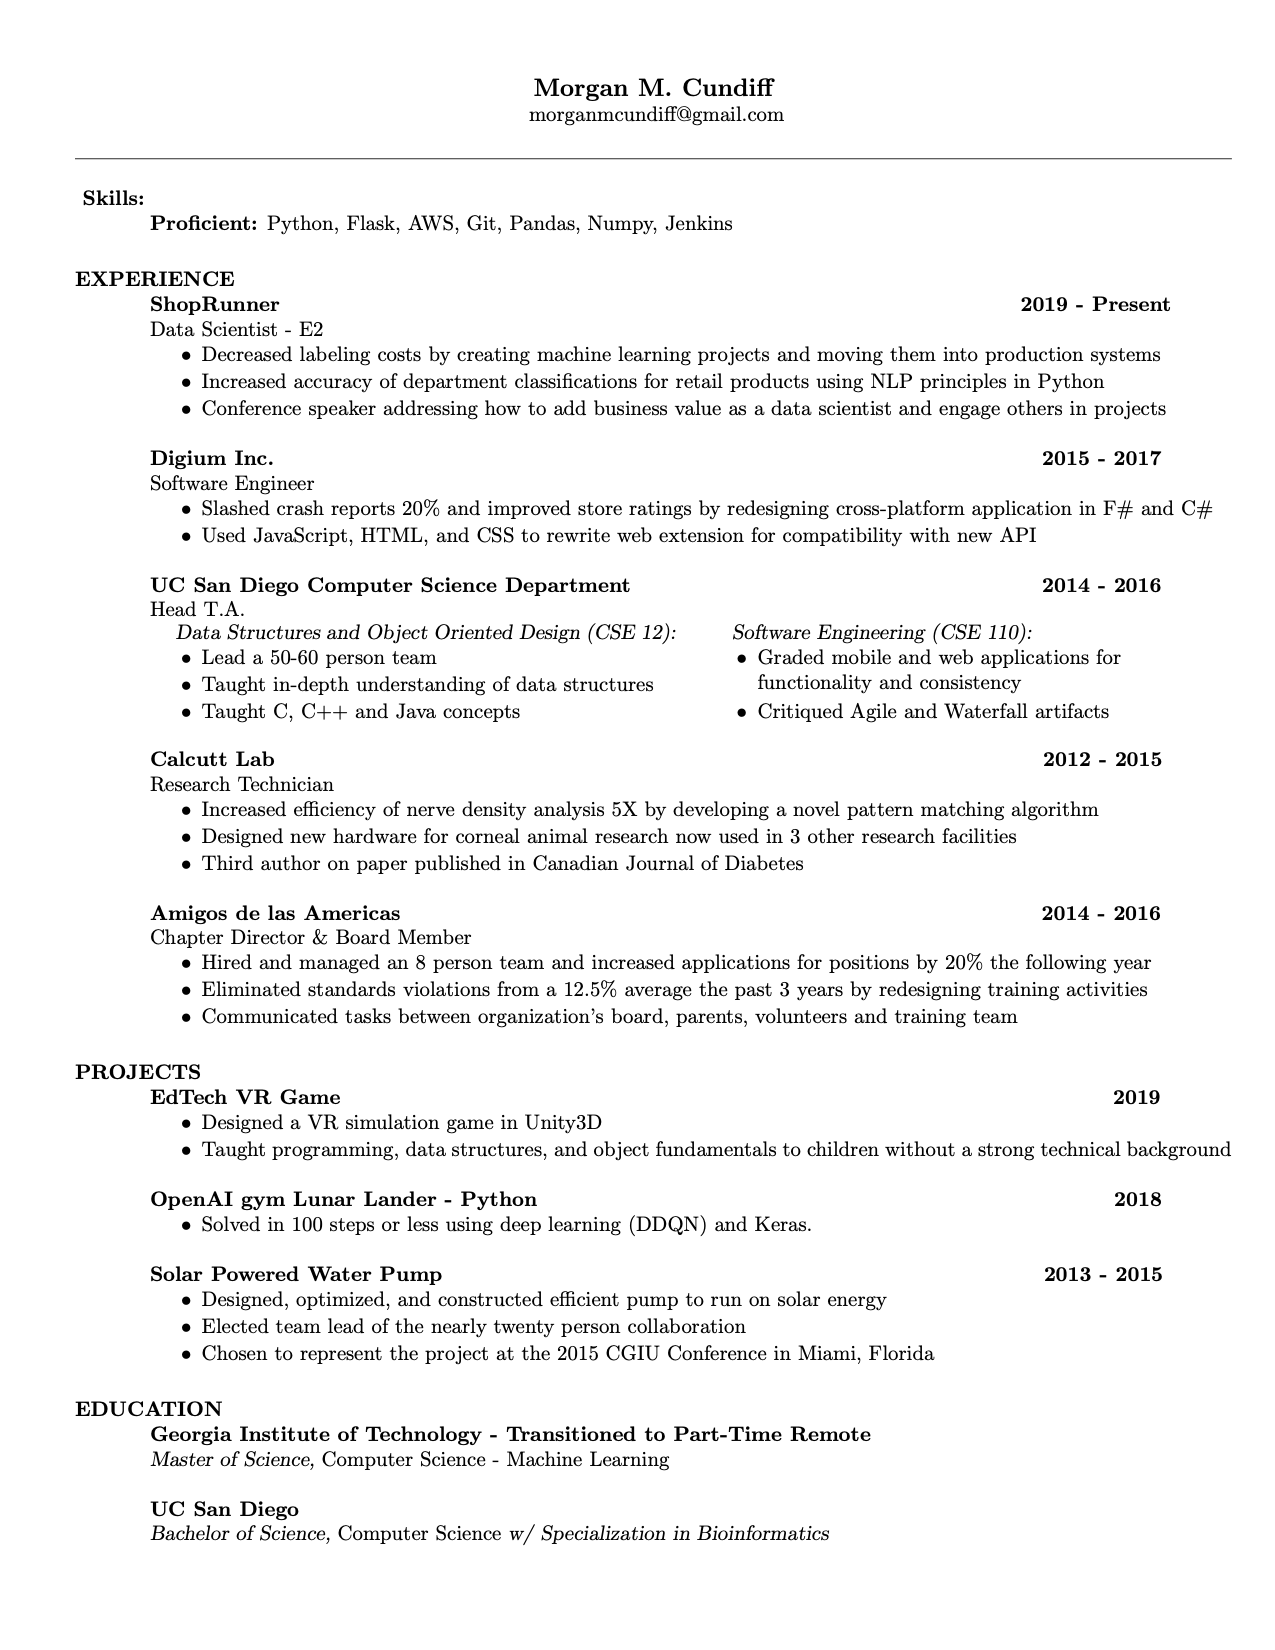 Morgan M. Cundiff
morganmcundiff@gmail.com
Skills:
Proficient: Python, Flask, AWS, Git, Pandas, Numpy, Jenkins
EXPERIENCE
ShopRunner 2019 - Present
Data Scientist - E2
• Decreased labeling costs by creating machine learning projects and moving them into production systems
• Increased accuracy of department classifications for retail products using NLP principles in Python
• Conference speaker addressing how to add business value as a data scientist and engage others in projects
Digium Inc. 2015 - 2017
Software Engineer
• Slashed crash reports 20% and improved store ratings by redesigning cross-platform application in F# and C#
• Used JavaScript, HTML, and CSS to rewrite web extension for compatibility with new API
UC San Diego Computer Science Department 2014 - 2016
Head T.A.
Data Structures and Object Oriented Design (CSE 12):
• Lead a 50-60 person team
• Taught in-depth understanding of data structures
• Taught C, C++ and Java concepts
Software Engineering (CSE 110):
• Graded mobile and web applications for
functionality and consistency
• Critiqued Agile and Waterfall artifacts
Calcutt Lab 2012 - 2015
Research Technician
• Increased efficiency of nerve density analysis 5X by developing a novel pattern matching algorithm
• Designed new hardware for corneal animal research now used in 3 other research facilities
• Third author on paper published in Canadian Journal of Diabetes
Amigos de las Americas 2014 - 2016
Chapter Director & Board Member
• Hired and managed an 8 person team and increased applications for positions by 20% the following year
• Eliminated standards violations from a 12.5% average the past 3 years by redesigning training activities
• Communicated tasks between organization's board, parents, volunteers and training team
PROJECTS
EdTech VR Game 2019
• Designed a VR simulation game in Unity3D
• Taught programming, data structures, and object fundamentals to children without a strong technical background
OpenAI gym Lunar Lander - Python 2018
• Solved in 100 steps or less using deep learning (DDQN) and Keras.
Solar Powered Water Pump 2013 - 2015
• Designed, optimized, and constructed efficient pump to run on solar energy
• Elected team lead of the nearly twenty person collaboration
• Chosen to represent the project at the 2015 CGIU Conference in Miami, Florida
EDUCATION
Georgia Institute of Technology - Transitioned to Part-Time Remote
Master of Science, Computer Science - Machine Learning
UC San Diego
Bachelor of Science, Computer Science w/ Specialization in Bioinformatics